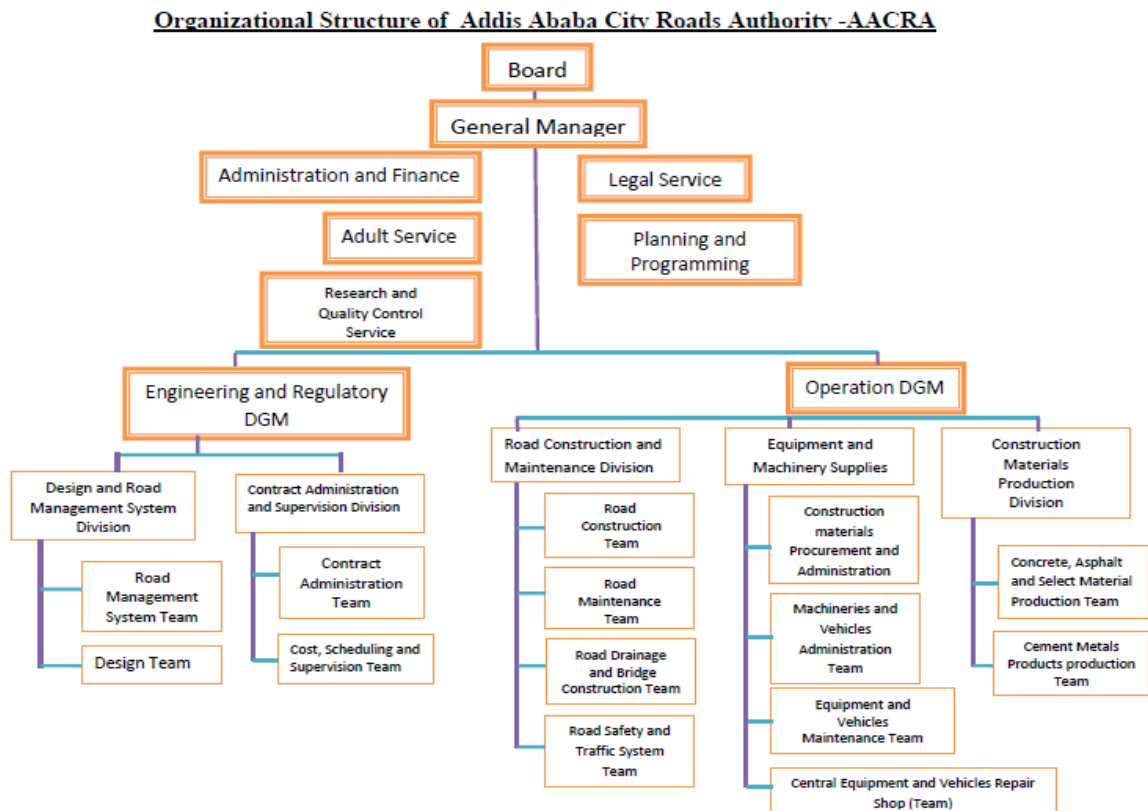 Organizational Structure of Addis Ababa City Roads Authority -AACRA
Board
General Manager
Administration and Finance
Legal Service
Adult Service
Planning and
Programming
Research and
Quality Control
Service
Engineering and Regulatory
DGM
Operation DGM
Design and Road
Management System
Division
Contract Administration
and Supervision Division
Road
Management
System Team
Design Team
Contract
Administration
Team
Cost, Scheduling and
Supervision Team
Road Construction and
Maintenance Division
Road
Construction
Team
Road
Maintenance
Team
Road Drainage
and Bridge
Construction Team
Road Safety and
Traffic System
Team
Equipment and
Machinery Supplies
Construction
materials
Procurement and
Administration
Machineries and
Vehicles
Administration
Team
Equipment and
Vehicles
Maintenance Team
Central Equipment and Vehicles Repair
Shop (Team)
Construction
Materials
Production
Division
Concrete, Asphalt
and Select Material
Production Team
Cement Metals
Products production
Team